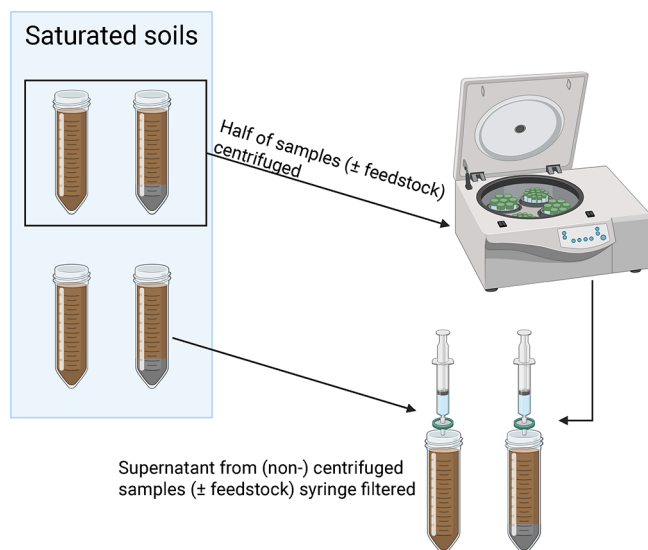 Saturated soils
Half of samples (± feedstock)
centrifuged
Supernatant from (non-) centrifuged
samples (± feedstock) syringe filtered